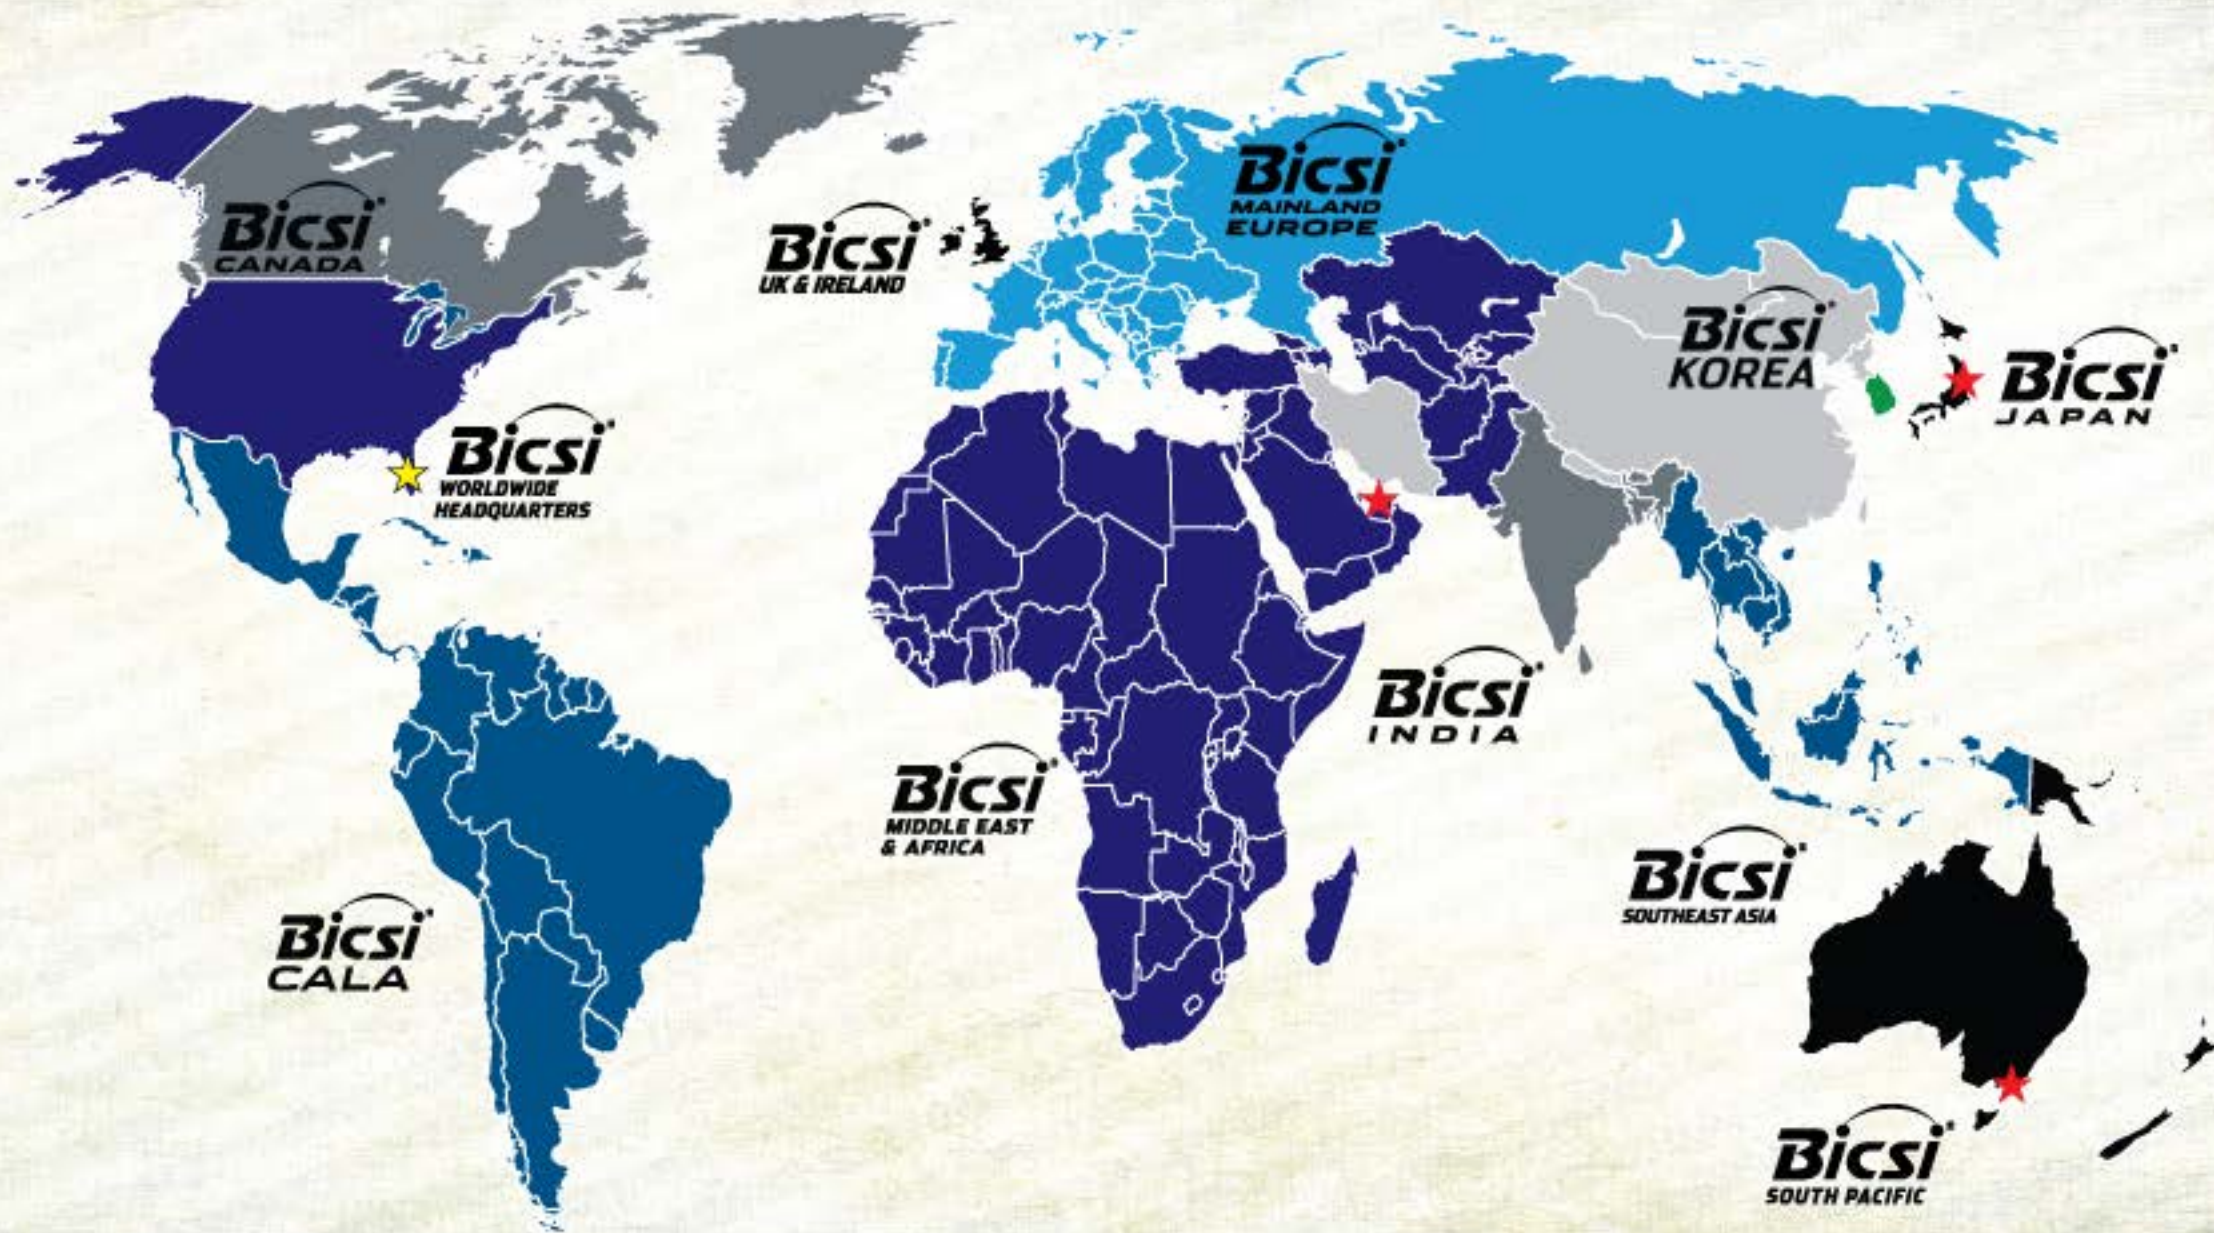 Bicsi
CANADA
Bicsi
UK & IRELAND
Bicsi
MAINLAND
EUROPE
Bicsi
KOREA
Bicsi
JAPAN
Bicsi
WORLDWIDE
HEADQUARTERS
Bicsi
INDIA
Bicsi
MIDDLE EAST
& AFRICA
Bicsi
SOUTHEAST ASIA
Bicsi
CALA
Bicsi
SOUTH PACIFIC